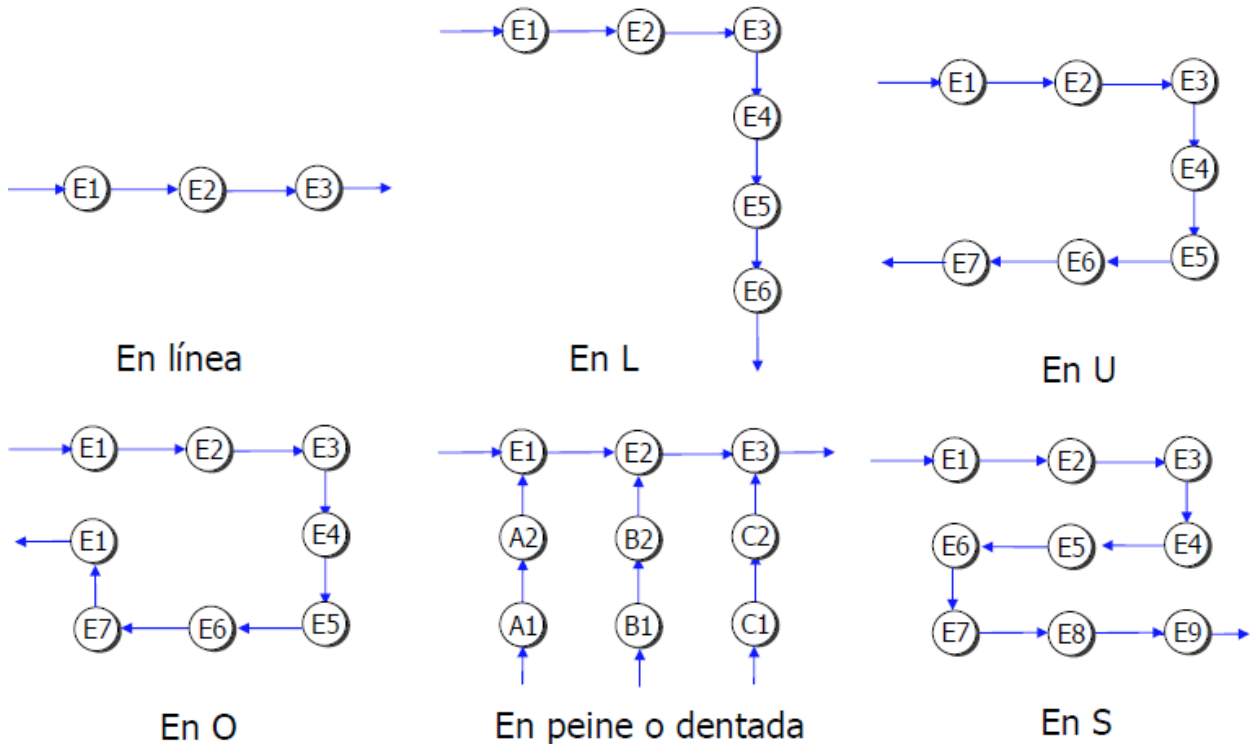 E1 E2 E3
En línea
E1 E2 E3
E4
E5
E6
En L
E1 E2 E3
E4
E7 E6 E5
En U
E1 E2 E3
E1 E4
E7 E6 E5
En O
E1 E2 E3
A2 B2 C2
A1 B1 C1
En peine o dentada
E1 E2 E3
E6 E5 E4
E7 E8 E9
En S